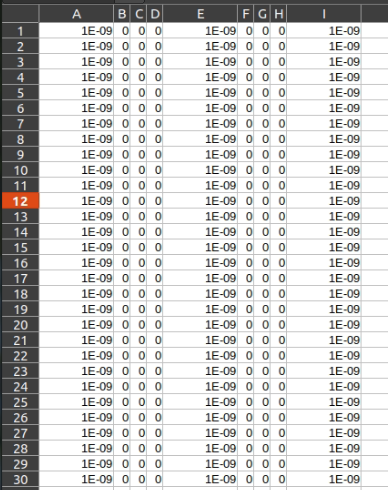 A B C D E F G H I
1 1E-09 0 0 0 1E-09 0 0 0 1E-09
2 1E-09 0 0 0 1E-09 0 0 0 1E-09
3 1E-09 0 0 0 1E-09 0 0 0 1E-09
4 1E-09 0 0 0 1E-09 0 0 0 1E-09
5 1E-09 0 0 0 1E-09 0 0 0 1E-09
6 1E-09 0 0 0 1E-09 0 0 0 1E-09
7 1E-09 0 0 0 1E-09 0 0 0 1E-09
8 1E-09 0 0 0 1E-09 0 0 0 1E-09
9 1E-09 0 0 0 1E-09 0 0 0 1E-09
10 1E-09 0 0 0 1E-09 0 0 0 1E-09
11 1E-09 0 0 0 1E-09 0 0 0 1E-09
12 1E-09 0 0 0 1E-09 0 0 0 1E-09
13 1E-09 0 0 0 1E-09 0 0 0 1E-09
14 1E-09 0 0 0 1E-09 0 0 0 1E-09
15 1E-09 0 0 0 1E-09 0 0 0 1E-09
16 1E-09 0 0 0 1E-09 0 0 0 1E-09
17 1E-09 0 0 0 1E-09 0 0 0 1E-09
18 1E-09 0 0 0 1E-09 0 0 0 1E-09
19 1E-09 0 0 0 1E-09 0 0 0 1E-09
20 1E-09 0 0 0 1E-09 0 0 0 1E-09
21 1E-09 0 0 0 1E-09 0 0 0 1E-09
22 1E-09 0 0 0 1E-09 0 0 0 1E-09
23 1E-09 0 0 0 1E-09 0 0 0 1E-09
24 1E-09 0 0 0 1E-09 0 0 0 1E-09
25 1E-09 0 0 0 1E-09 0 0 0 1E-09
26 1E-09 0 0 0 1E-09 0 0 0 1E-09
27 1E-09 0 0 0 1E-09 0 0 0 1E-09
28 1E-09 0 0 0 1E-09 0 0 0 1E-09
29 1E-09 0 0 0 1E-09 0 0 0 1E-09
30 1E-09 0 0 0 1E-09 0 0 0 1E-09